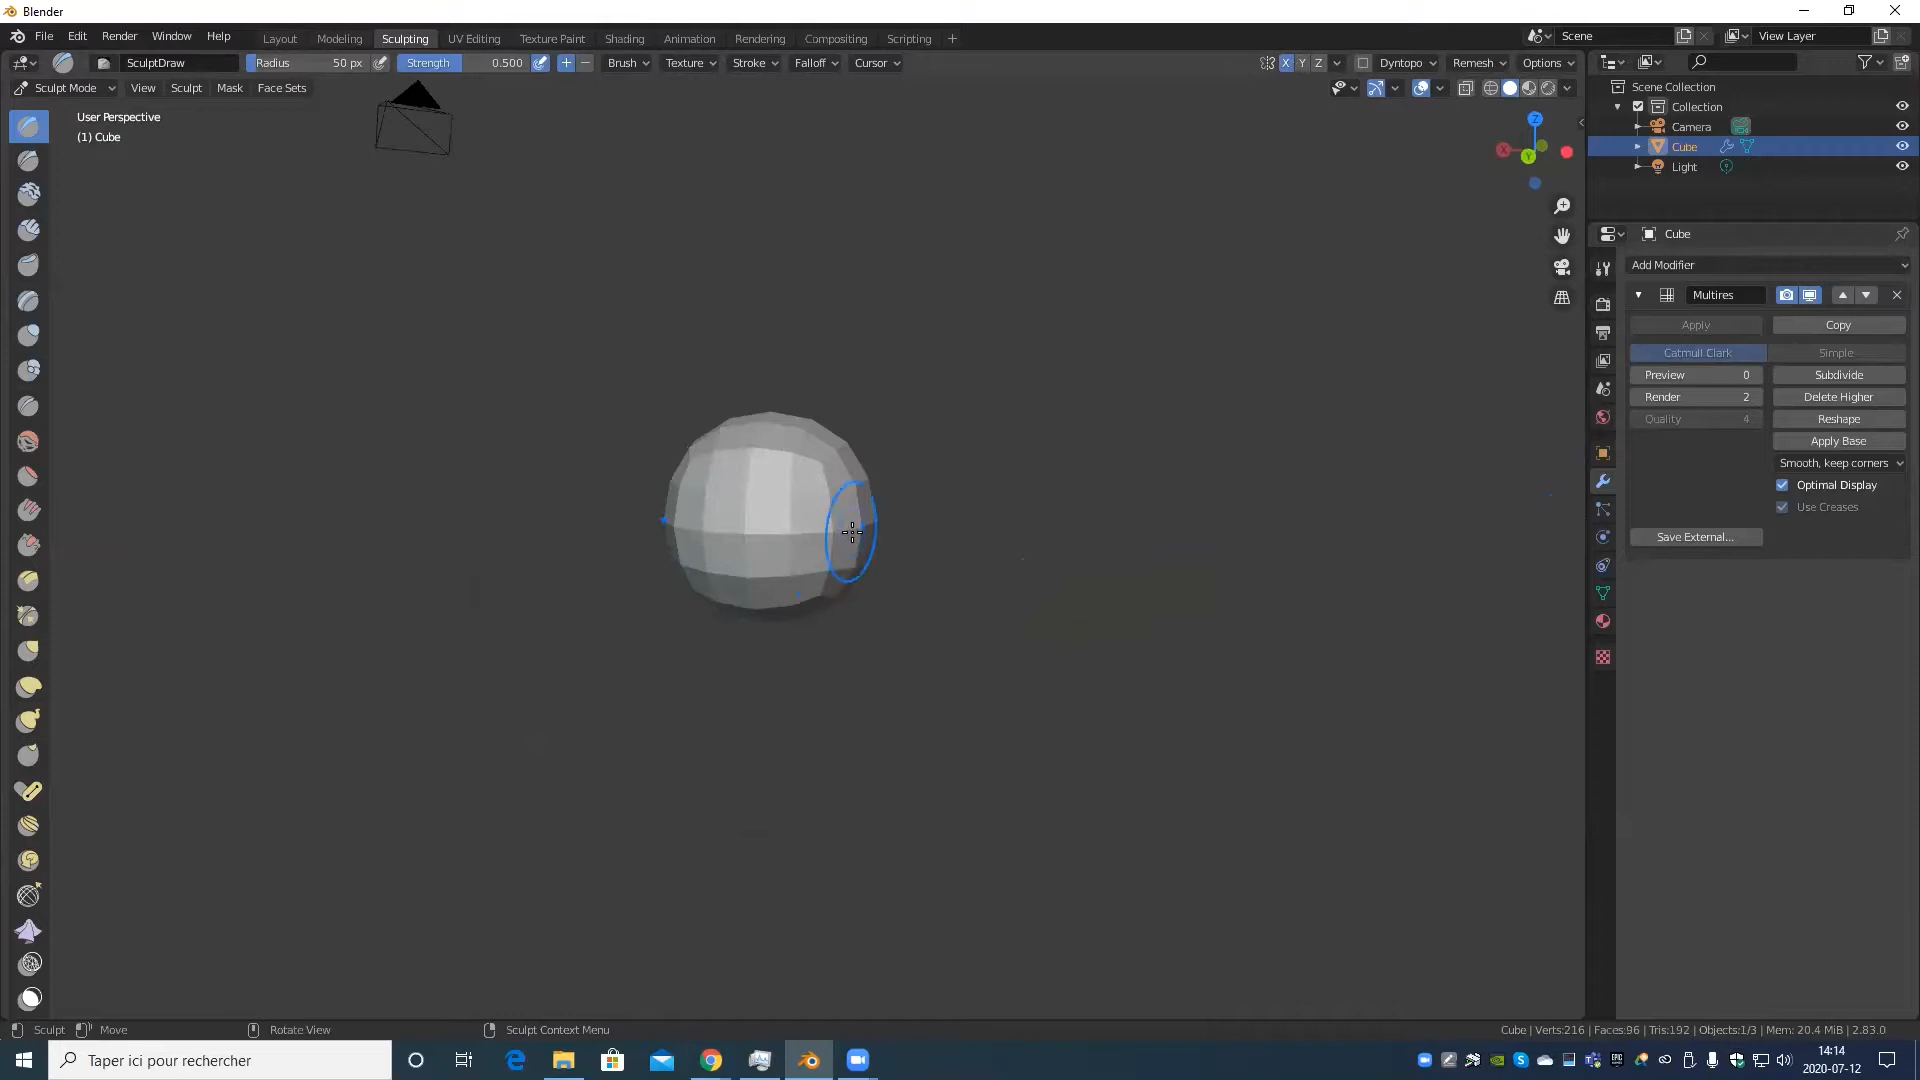 Blender
File Edit Render Window Help Layout Modeling Sculpting UV Editing Texture Paint Shading Animation Rendering Compositing Scripting + Scene View Layer
SculptDraw Radius 50 px Strength 0.500 + − Brush Texture Stroke Falloff Cursor X Y Z Dyntopo Remesh Options
Sculpt Mode View Sculpt Mask Face Sets
User Perspective
(1) Cube
Z
X
Y
Scene Collection
Collection
Camera
Cube
Light
Cube
Add Modifier
Multires
Apply Copy
Catmull Clark Simple
Preview 0 Subdivide
Render 2 Delete Higher
Quality 4 Reshape
Apply Base
Smooth, keep corners
Optimal Display
Use Creases
Save External...
Sculpt Move Rotate View Sculpt Context Menu Cube | Verts:216 | Faces:96 | Tris:192 | Objects:1/3 | Mem: 20.4 MiB | 2.83.0
Taper ici pour rechercher
14:14
2020-07-12